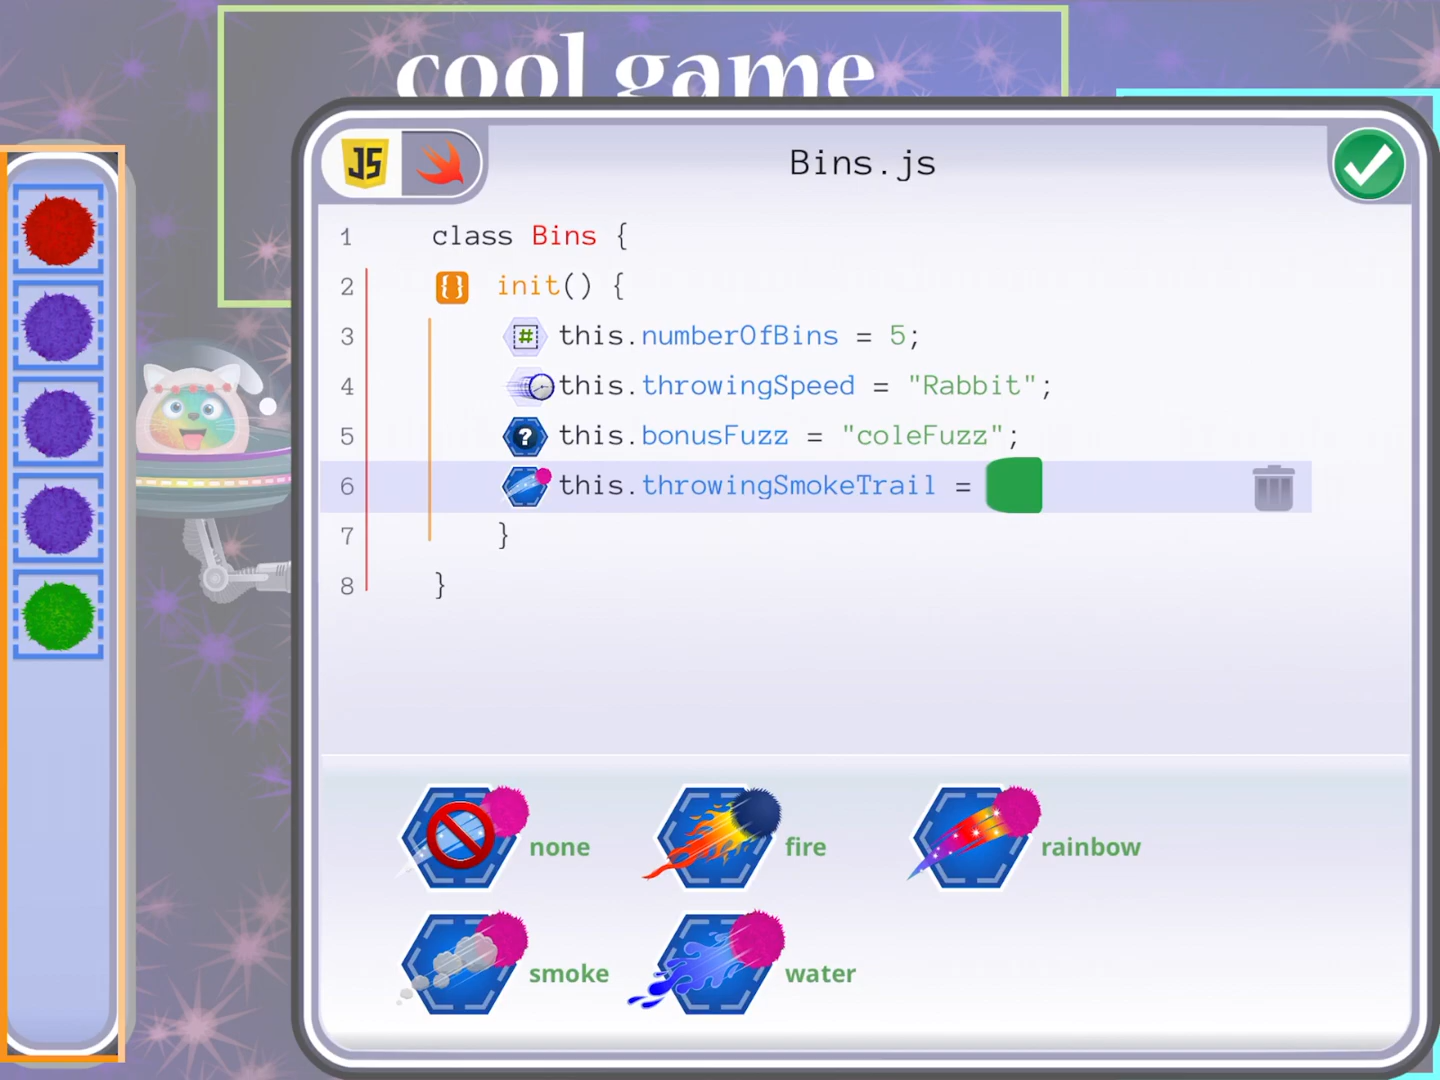 cool game
JS
Bins.js
1 class Bins {
2 {} init() {
3 # this.numberOfBins = 5;
4 this.throwingSpeed = "Rabbit";
5 ? this.bonusFuzz = "coleFuzz";
6 this.throwingSmokeTrail =
7 }
8 }
none
fire
rainbow
smoke
water